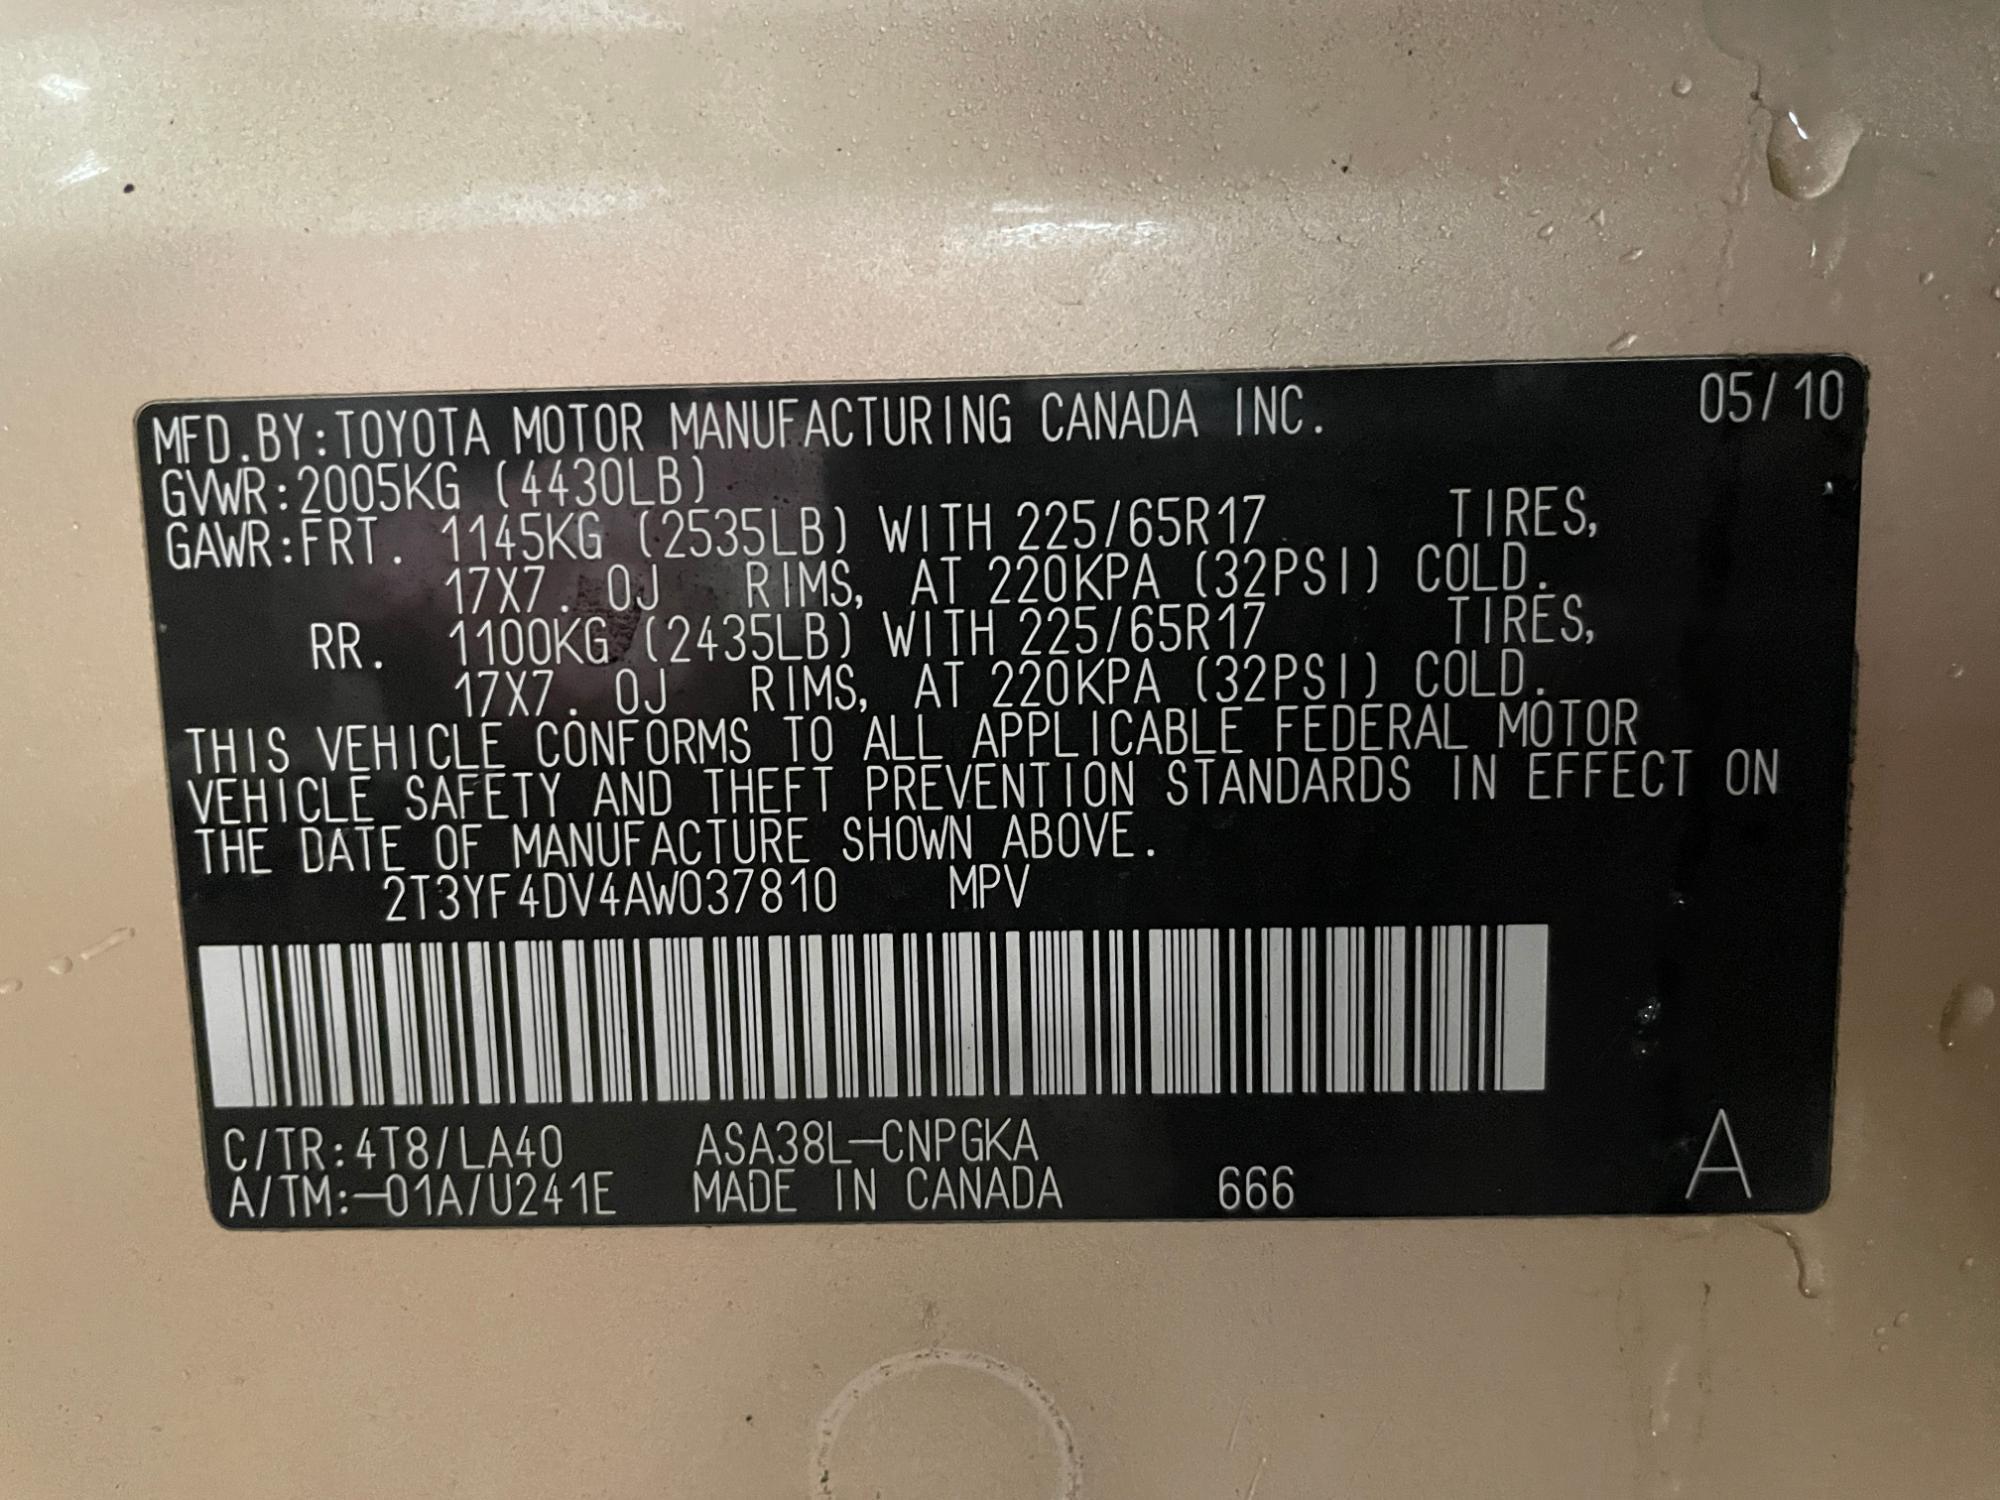 MFD.BY:TOYOTA MOTOR MANUFACTURING CANADA INC. 05/10
GVWR:2005KG (4430LB)
GAWR:FRT. 1145KG (2535LB) WITH 225/65R17 TIRES,
17X7.0J RIMS, AT 220KPA (32PSI) COLD.
RR. 1100KG (2435LB) WITH 225/65R17 TIRES,
17X7.0J RIMS, AT 220KPA (32PSI) COLD.
THIS VEHICLE CONFORMS TO ALL APPLICABLE FEDERAL MOTOR
VEHICLE SAFETY AND THEFT PREVENTION STANDARDS IN EFFECT ON
THE DATE OF MANUFACTURE SHOWN ABOVE.
2T3YF4DV4AW037810 MPV
C/TR:4T8/LA40 ASA38L-CNPGKA
A/TM:-01A/U241E MADE IN CANADA 666 A